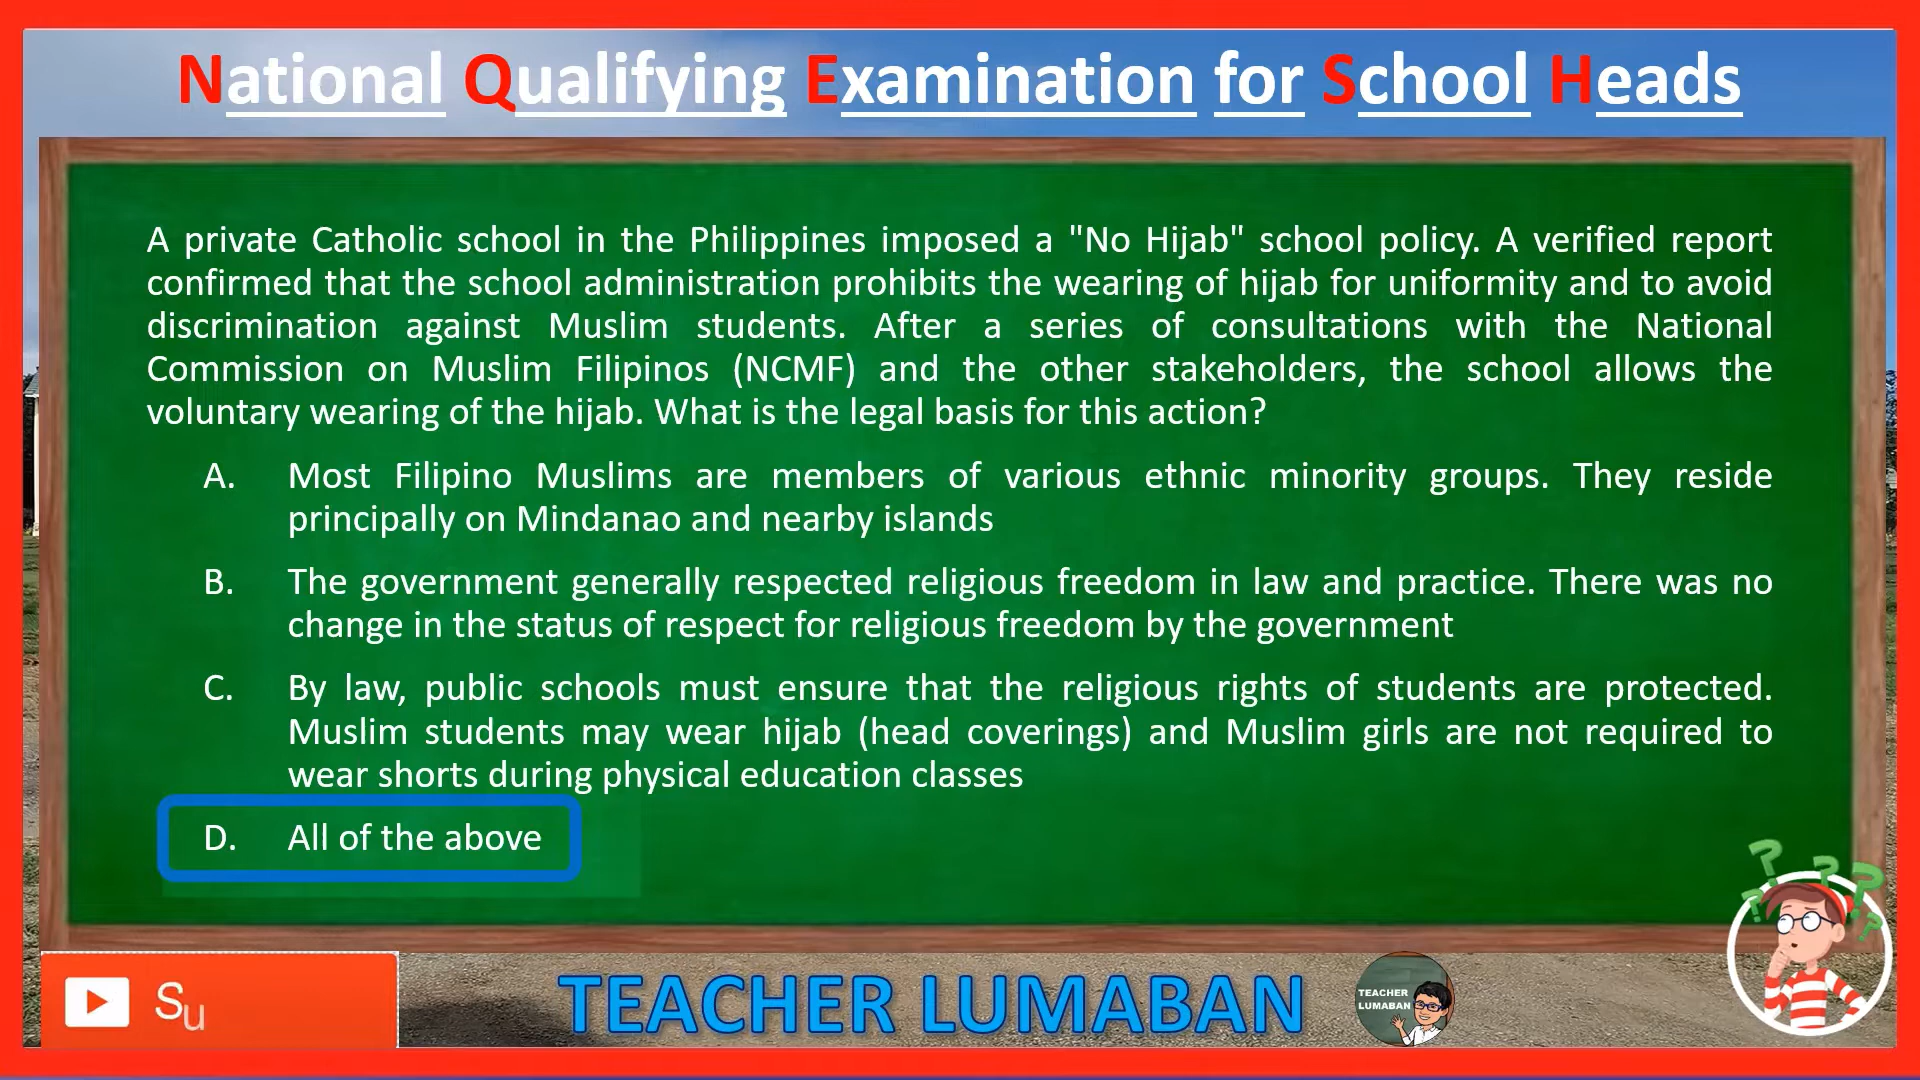 National Qualifying Examination for School Heads
A private Catholic school in the Philippines imposed a "No Hijab" school policy. A verified report
confirmed that the school administration prohibits the wearing of hijab for uniformity and to avoid
discrimination against Muslim students. After a series of consultations with the National
Commission on Muslim Filipinos (NCMF) and the other stakeholders, the school allows the
voluntary wearing of the hijab. What is the legal basis for this action?
A. Most Filipino Muslims are members of various ethnic minority groups. They reside
principally on Mindanao and nearby islands
B. The government generally respected religious freedom in law and practice. There was no
change in the status of respect for religious freedom by the government
C. By law, public schools must ensure that the religious rights of students are protected.
Muslim students may wear hijab (head coverings) and Muslim girls are not required to
wear shorts during physical education classes
D. All of the above
Su
TEACHER LUMABAN
TEACHER
LUMABAN